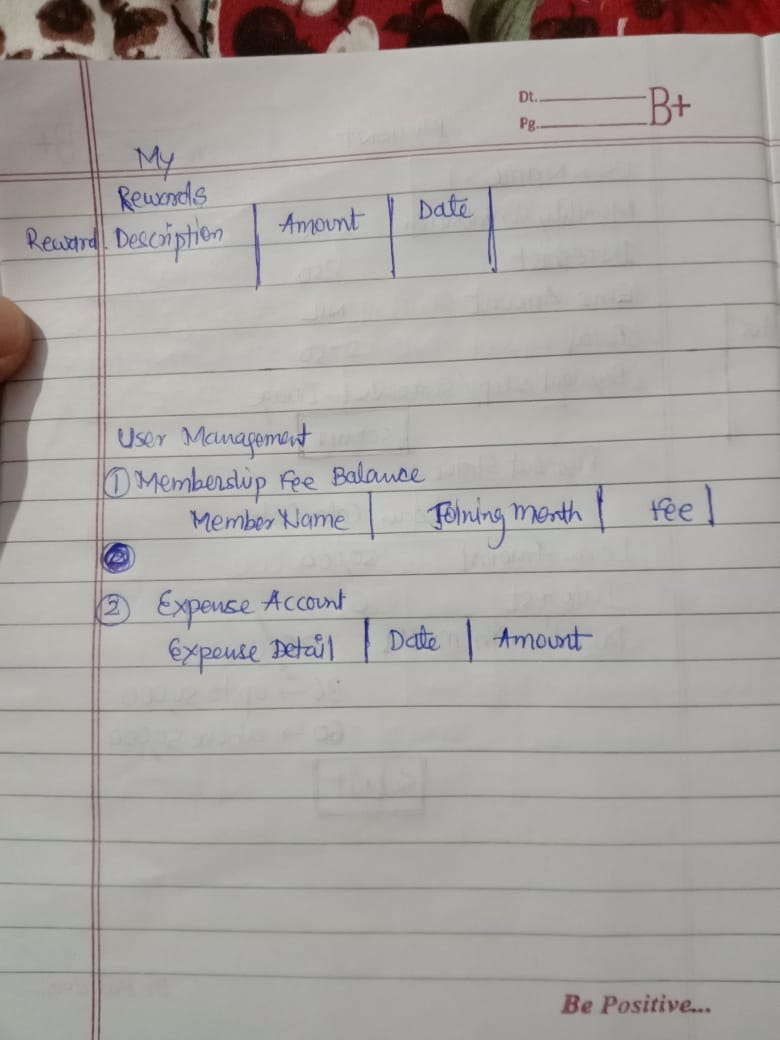 Dt.
Pg.
B+
My
Rewards
Reward Description | Amount | Date |
User Management
① Membership Fee Balance
Member Name | Joining month | Fee |
② Expense Account
Expense Detail | Date | Amount
Be Positive...